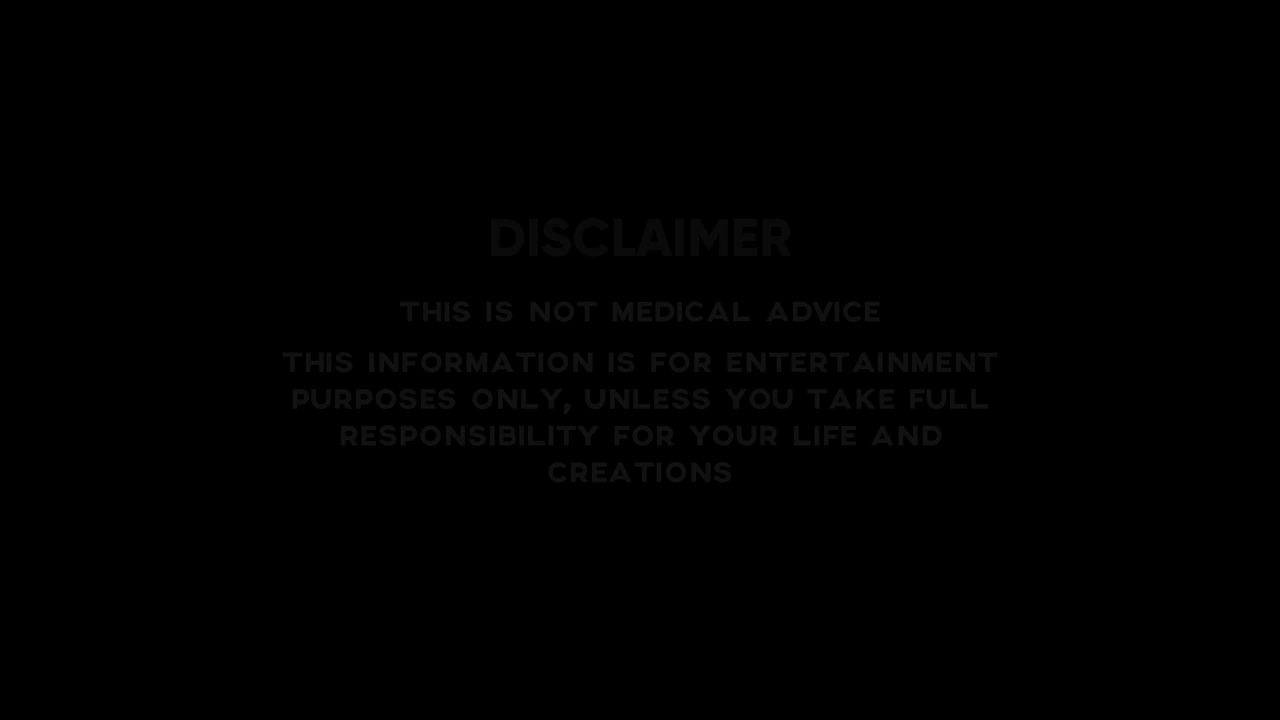 DISCLAIMER
THIS IS NOT MEDICAL ADVICE
THIS INFORMATION IS FOR ENTERTAINMENT
PURPOSES ONLY, UNLESS YOU TAKE FULL
RESPONSIBILITY FOR YOUR LIFE AND
CREATIONS